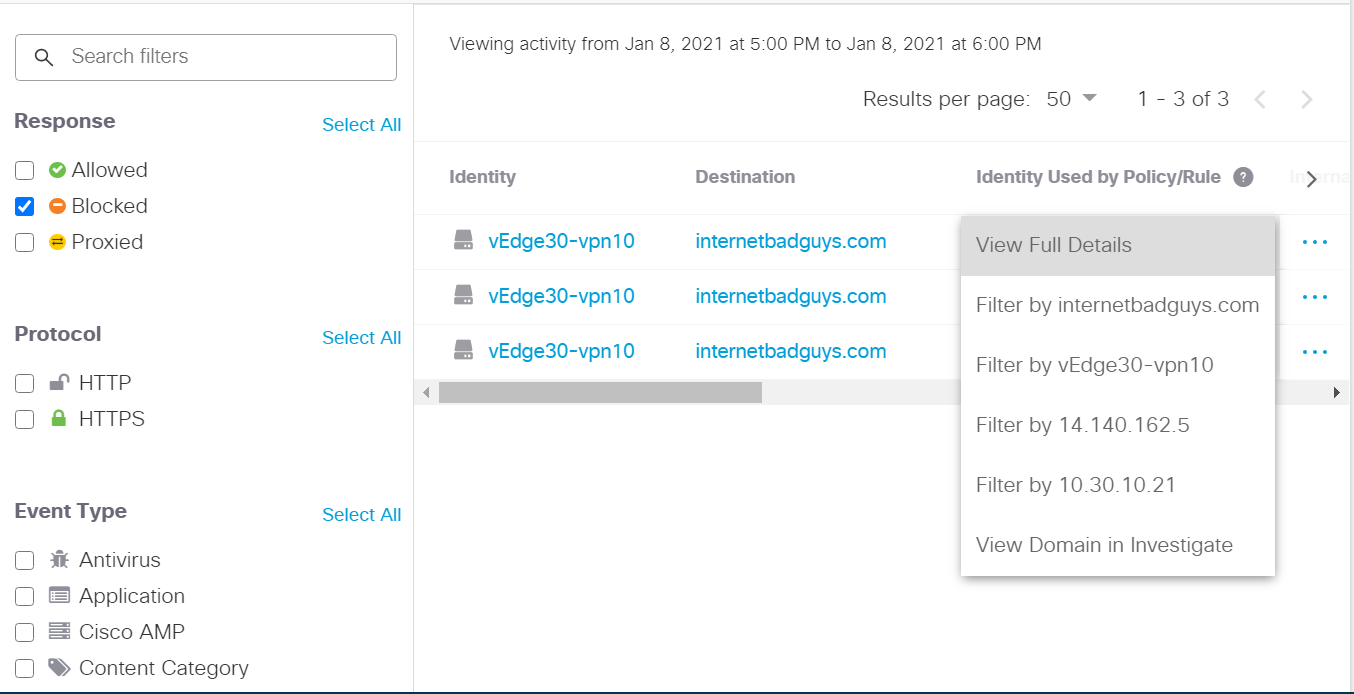 Search filters
Response
Select All
Allowed
Blocked
Proxied
Protocol
Select All
HTTP
HTTPS
Event Type
Select All
Antivirus
Application
Cisco AMP
Content Category
Viewing activity from Jan 8, 2021 at 5:00 PM to Jan 8, 2021 at 6:00 PM
Results per page: 50 1 - 3 of 3
Identity Destination Identity Used by Policy/Rule ?
vEdge30-vpn10 internetbadguys.com
vEdge30-vpn10 internetbadguys.com
vEdge30-vpn10 internetbadguys.com
View Full Details
Filter by internetbadguys.com
Filter by vEdge30-vpn10
Filter by 14.140.162.5
Filter by 10.30.10.21
View Domain in Investigate